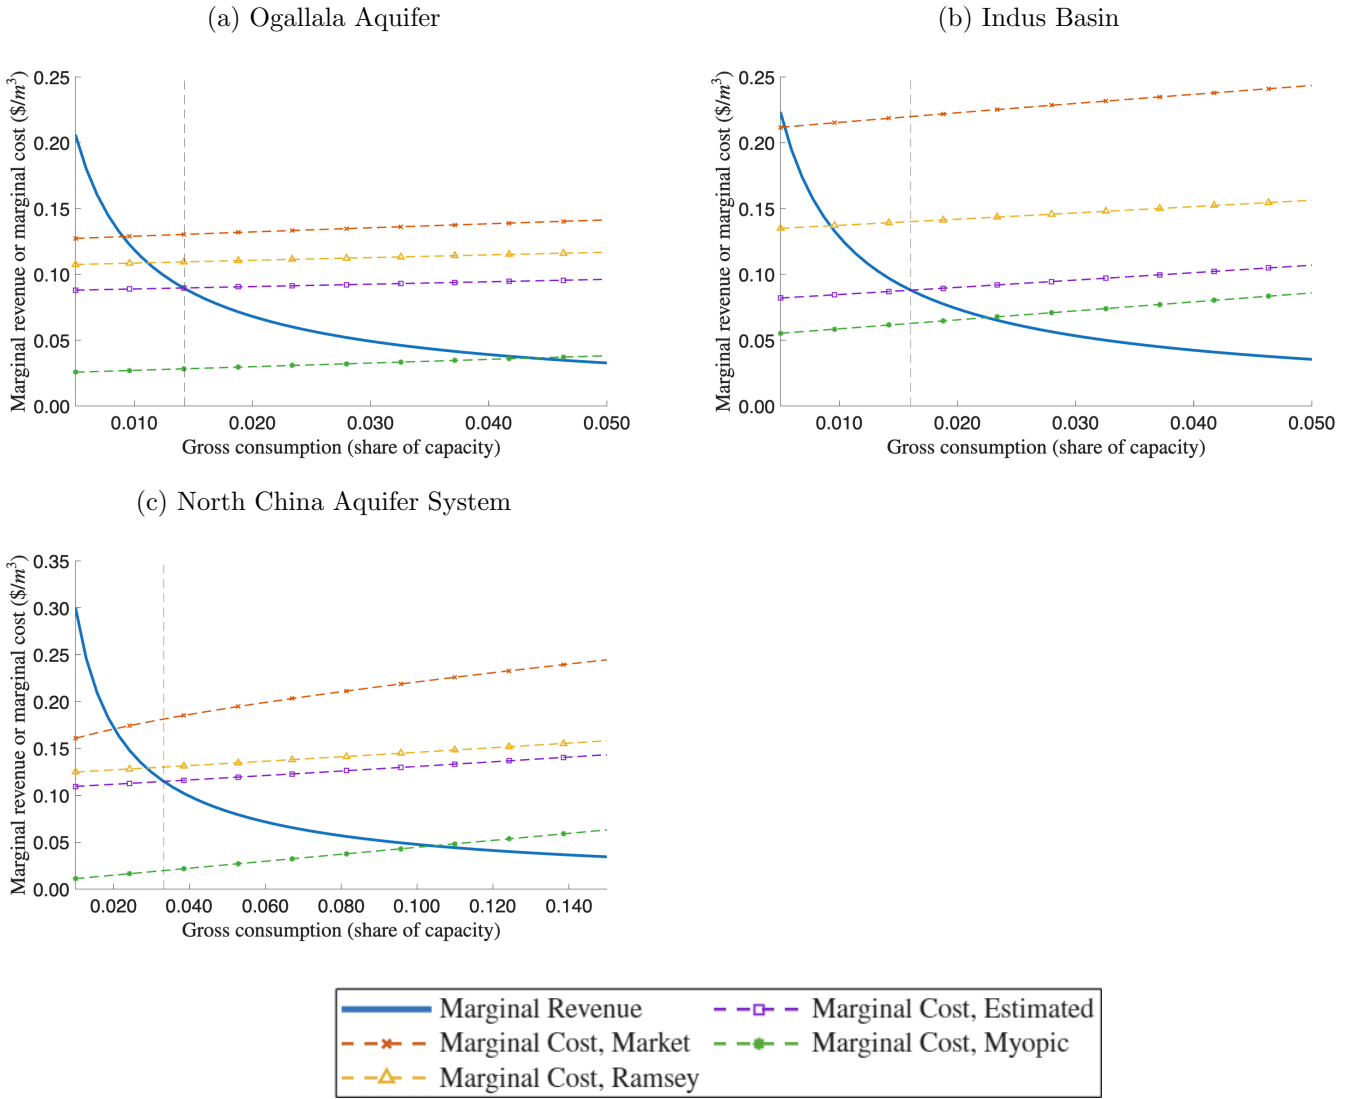 (a) Ogallala Aquifer
Marginal revenue or marginal cost ($/m³)
0.25
0.20
0.15
0.10
0.05
0.00
0.010 0.020 0.030 0.040 0.050
Gross consumption (share of capacity)
(b) Indus Basin
Marginal revenue or marginal cost ($/m³)
0.25
0.20
0.15
0.10
0.05
0.00
0.010 0.020 0.030 0.040 0.050
Gross consumption (share of capacity)
(c) North China Aquifer System
Marginal revenue or marginal cost ($/m³)
0.35
0.30
0.25
0.20
0.15
0.10
0.05
0.00
0.020 0.040 0.060 0.080 0.100 0.120 0.140
Gross consumption (share of capacity)
Marginal Revenue
Marginal Cost, Market
Marginal Cost, Ramsey
Marginal Cost, Estimated
Marginal Cost, Myopic